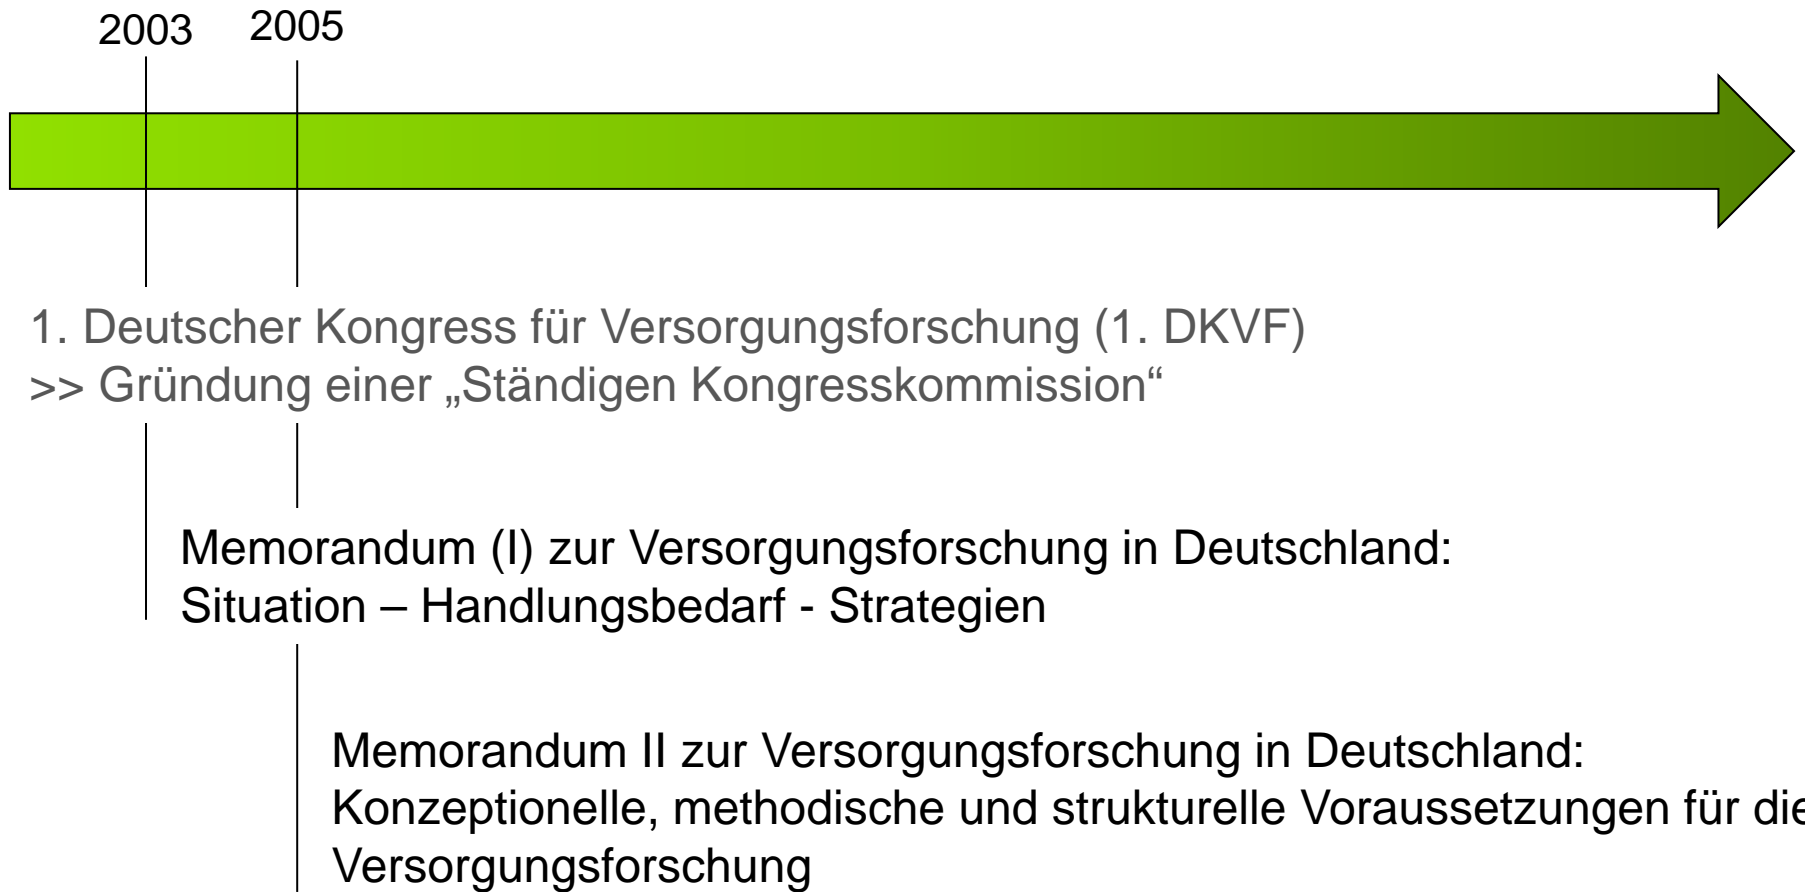 2003 2005
1. Deutscher Kongress für Versorgungsforschung (1. DKVF)
>> Gründung einer „Ständigen Kongresskommission“
Memorandum (I) zur Versorgungsforschung in Deutschland:
Situation – Handlungsbedarf - Strategien
Memorandum II zur Versorgungsforschung in Deutschland:
Konzeptionelle, methodische und strukturelle Voraussetzungen für die
Versorgungsforschung